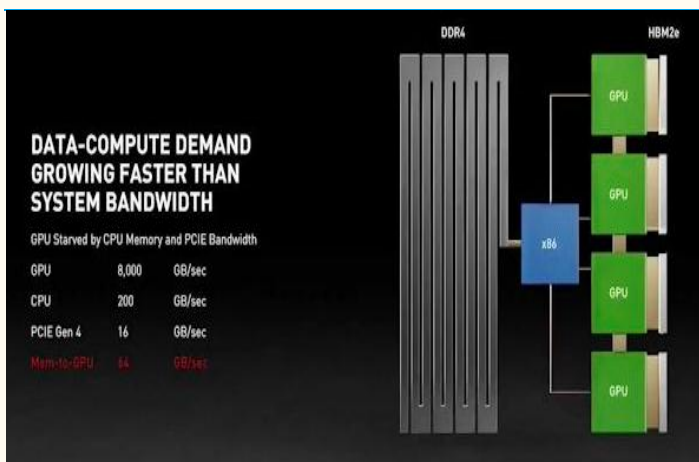 DDR4
HBM2e
DATA-COMPUTE DEMAND
GROWING FASTER THAN
SYSTEM BANDWIDTH
GPU Starved by CPU Memory and PCIE Bandwidth
GPU 8,000 GB/sec
CPU 200 GB/sec
PCIE Gen 4 16 GB/sec
Mem-to-GPU 64 GB/sec
x86
GPU
GPU
GPU
GPU